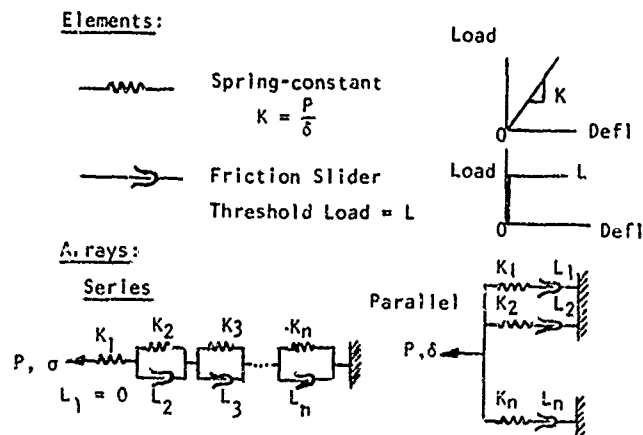 Elements:
Spring-constant
K = P/δ
Load
K
0 Defl
Friction Slider
Threshold Load = L
Load L
0 Defl
Arrays:
Series
K1 K2 K3 Kn
P, σ
L1 = 0 L2 L3 Ln
Parallel
K1 L1
K2 L2
P,δ
Kn Ln